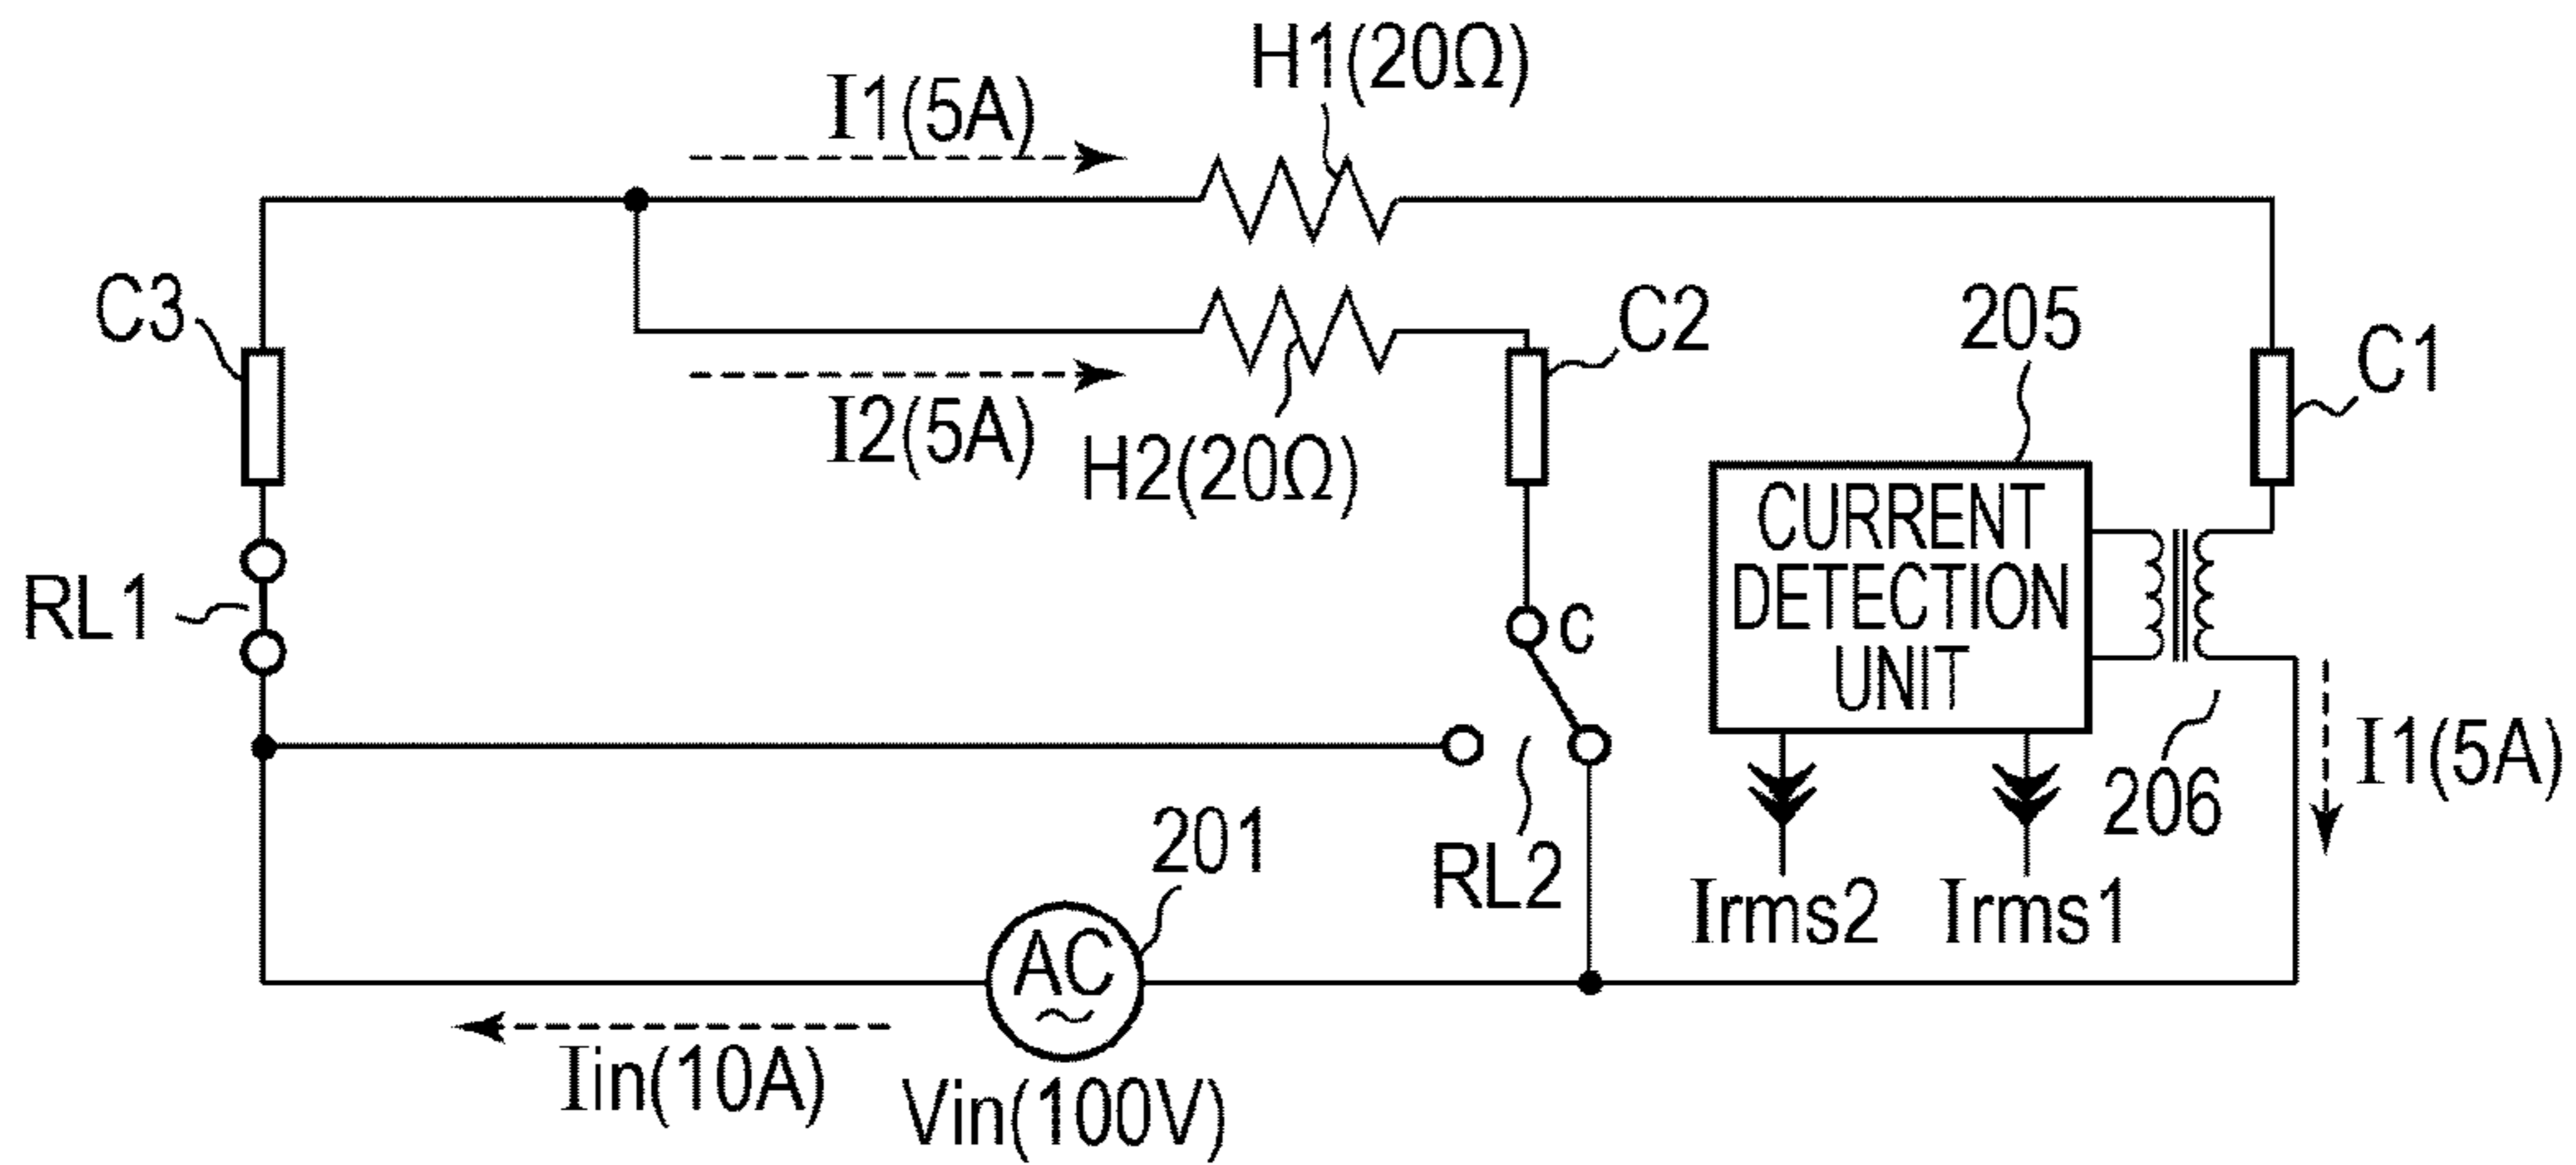 H1(20Ω)
I1(5A)
C3
I2(5A)
H2(20Ω)
C2
205
C1
CURRENT
DETECTION
UNIT
RL1
c
I1(5A)
206
201
RL2
Irms2
Irms1
AC
~
Iin(10A)
Vin(100V)